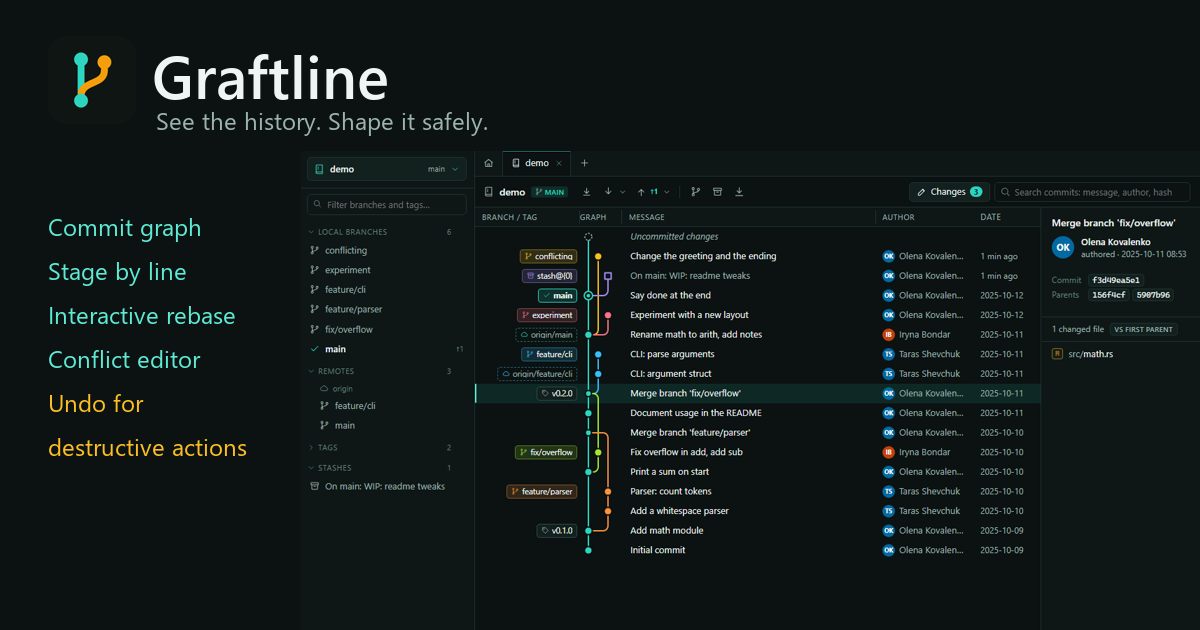 Graftline
See the history. Shape it safely.
Commit graph
Stage by line
Interactive rebase
Conflict editor
Undo for
destructive actions
demo main
Filter branches and tags...
LOCAL BRANCHES 6
conflicting
experiment
feature/cli
feature/parser
fix/overflow
main ↑1
REMOTES 3
origin
feature/cli
main
TAGS 2
STASHES 1
On main: WIP: readme tweaks
demo × +
demo MAIN ↑1 Changes 3 Search commits: message, author, hash
BRANCH / TAG GRAPH MESSAGE AUTHOR DATE
Uncommitted changes
conflicting Change the greeting and the ending OK Olena Kovalen... 1 min ago
stash@{0} On main: WIP: readme tweaks OK Olena Kovalen... 1 min ago
main Say done at the end OK Olena Kovalen... 2025-10-12
experiment Experiment with a new layout OK Olena Kovalen... 2025-10-12
origin/main Rename math to arith, add notes IB Iryna Bondar 2025-10-11
feature/cli CLI: parse arguments TS Taras Shevchuk 2025-10-11
origin/feature/cli CLI: argument struct TS Taras Shevchuk 2025-10-11
v0.2.0 Merge branch 'fix/overflow' OK Olena Kovalen... 2025-10-11
Document usage in the README OK Olena Kovalen... 2025-10-11
Merge branch 'feature/parser' OK Olena Kovalen... 2025-10-10
fix/overflow Fix overflow in add, add sub IB Iryna Bondar 2025-10-10
Print a sum on start OK Olena Kovalen... 2025-10-10
feature/parser Parser: count tokens TS Taras Shevchuk 2025-10-10
Add a whitespace parser TS Taras Shevchuk 2025-10-10
v0.1.0 Add math module OK Olena Kovalen... 2025-10-09
Initial commit OK Olena Kovalen... 2025-10-09
Merge branch 'fix/overflow'
OK Olena Kovalenko
authored · 2025-10-11 08:53
Commit f3d49ea5e1
Parents 156f4cf 5907b96
1 changed file VS FIRST PARENT
M src/math.rs